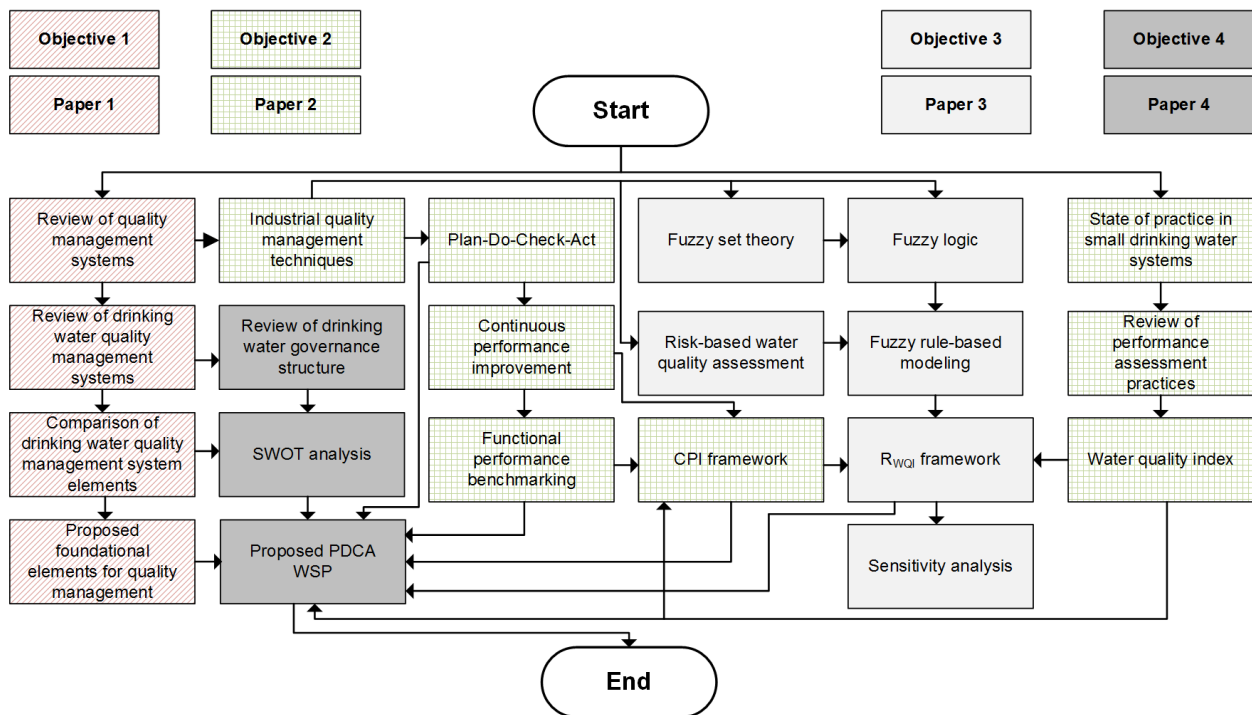 Objective 1
Objective 2
Objective 3
Objective 4
Paper 1
Paper 2
Start
Paper 3
Paper 4
Review of quality
management
systems
Industrial quality
management
techniques
Plan-Do-Check-Act
Fuzzy set theory
Fuzzy logic
State of practice in
small drinking water
systems
Review of drinking
water quality
management
systems
Review of drinking
water governance
structure
Continuous
performance
improvement
Risk-based water
quality assessment
Fuzzy rule-based
modeling
Review of
performance
assessment
practices
Comparison of
drinking water quality
management system
elements
SWOT analysis
Functional
performance
benchmarking
CPI framework
RWQI framework
Water quality index
Proposed
foundational
elements for quality
management
Proposed PDCA
WSP
Sensitivity analysis
End